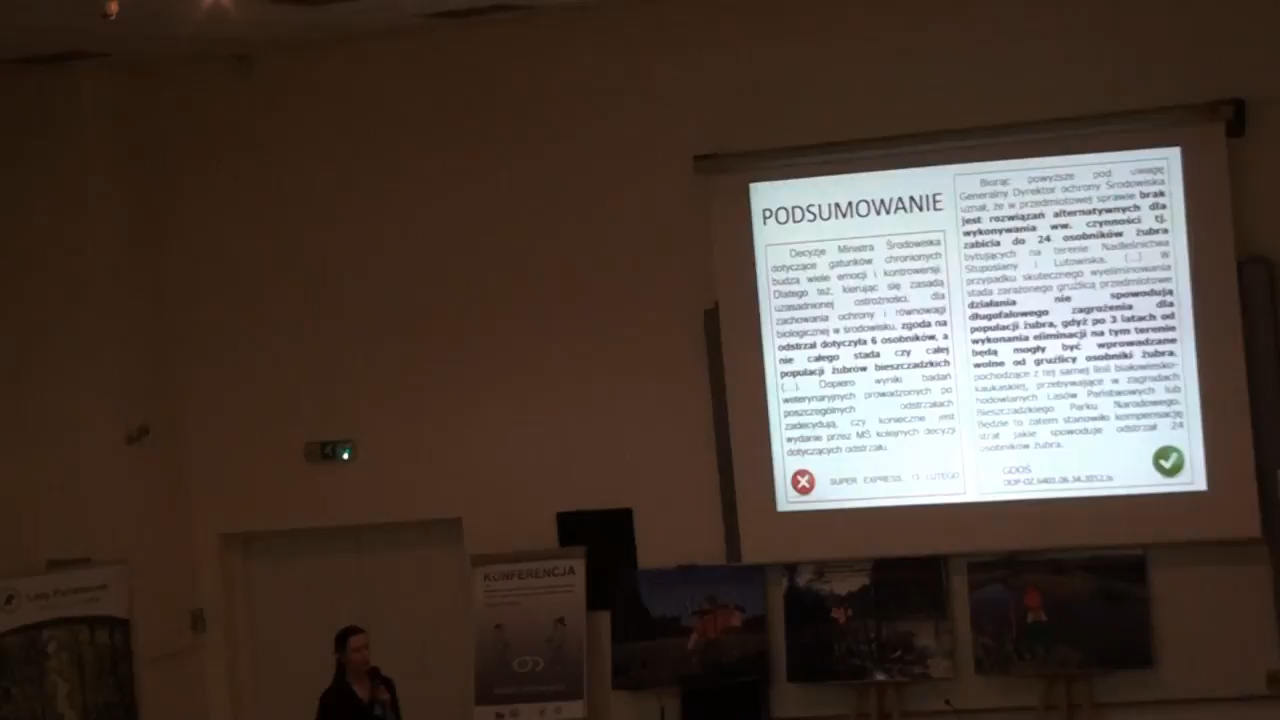 PODSUMOWANIE
Decyzje Ministra Środowiska
dotyczące gatunków chronionych
budzą wiele emocji i kontrowersji.
Dlatego też, kierując się zasadą
uzasadnionej ostrożności, dla
zachowania ochrony i równowagi
biologicznej w środowisku, zgoda na
odstrzał dotyczyła 6 osobników, a
nie całego stada czy całej
populacji żubrów bieszczadzkich
(...). Dopiero wyniki badań
weterynaryjnych prowadzonych po
poszczególnych odstrzałach
zadecydują, czy konieczne jest
wydanie przez MŚ kolejnych decyzji
dotyczących odstrzału.
SUPER EXPRESS, LUTEGO
Biorąc powyższe pod uwagę
Generalny Dyrektor ochrony Środowiska
uznał, że w przedmiotowej sprawie brak
jest rozwiązań alternatywnych dla
wykonywania ww. czynności tj.
zabicia do 24 osobników żubra
bytujących na terenie Nadleśnictwa
Stuposiany i Lutowiska. (...) W
przypadku skutecznego wyeliminowania
stada zarażonego gruźlicą przedmiotowe
działania nie spowodują
długofalowego zagrożenia dla
populacji żubra, gdyż po 3 latach od
wykonania eliminacji na tym terenie
będą mogły być wprowadzane
wolne od gruźlicy osobniki żubra,
pochodzące z tej samej linii białowiesko-
kaukaskiej, przebywające w zagrodach
hodowlanych Lasów Państwowych lub
Bieszczadzkiego Parku Narodowego.
Będzie to zatem stanowiło kompensację
strat jakie spowoduje odstrzał 24
osobników żubra.
GDOŚ
KONFERENCJA
Lasy Państwowe